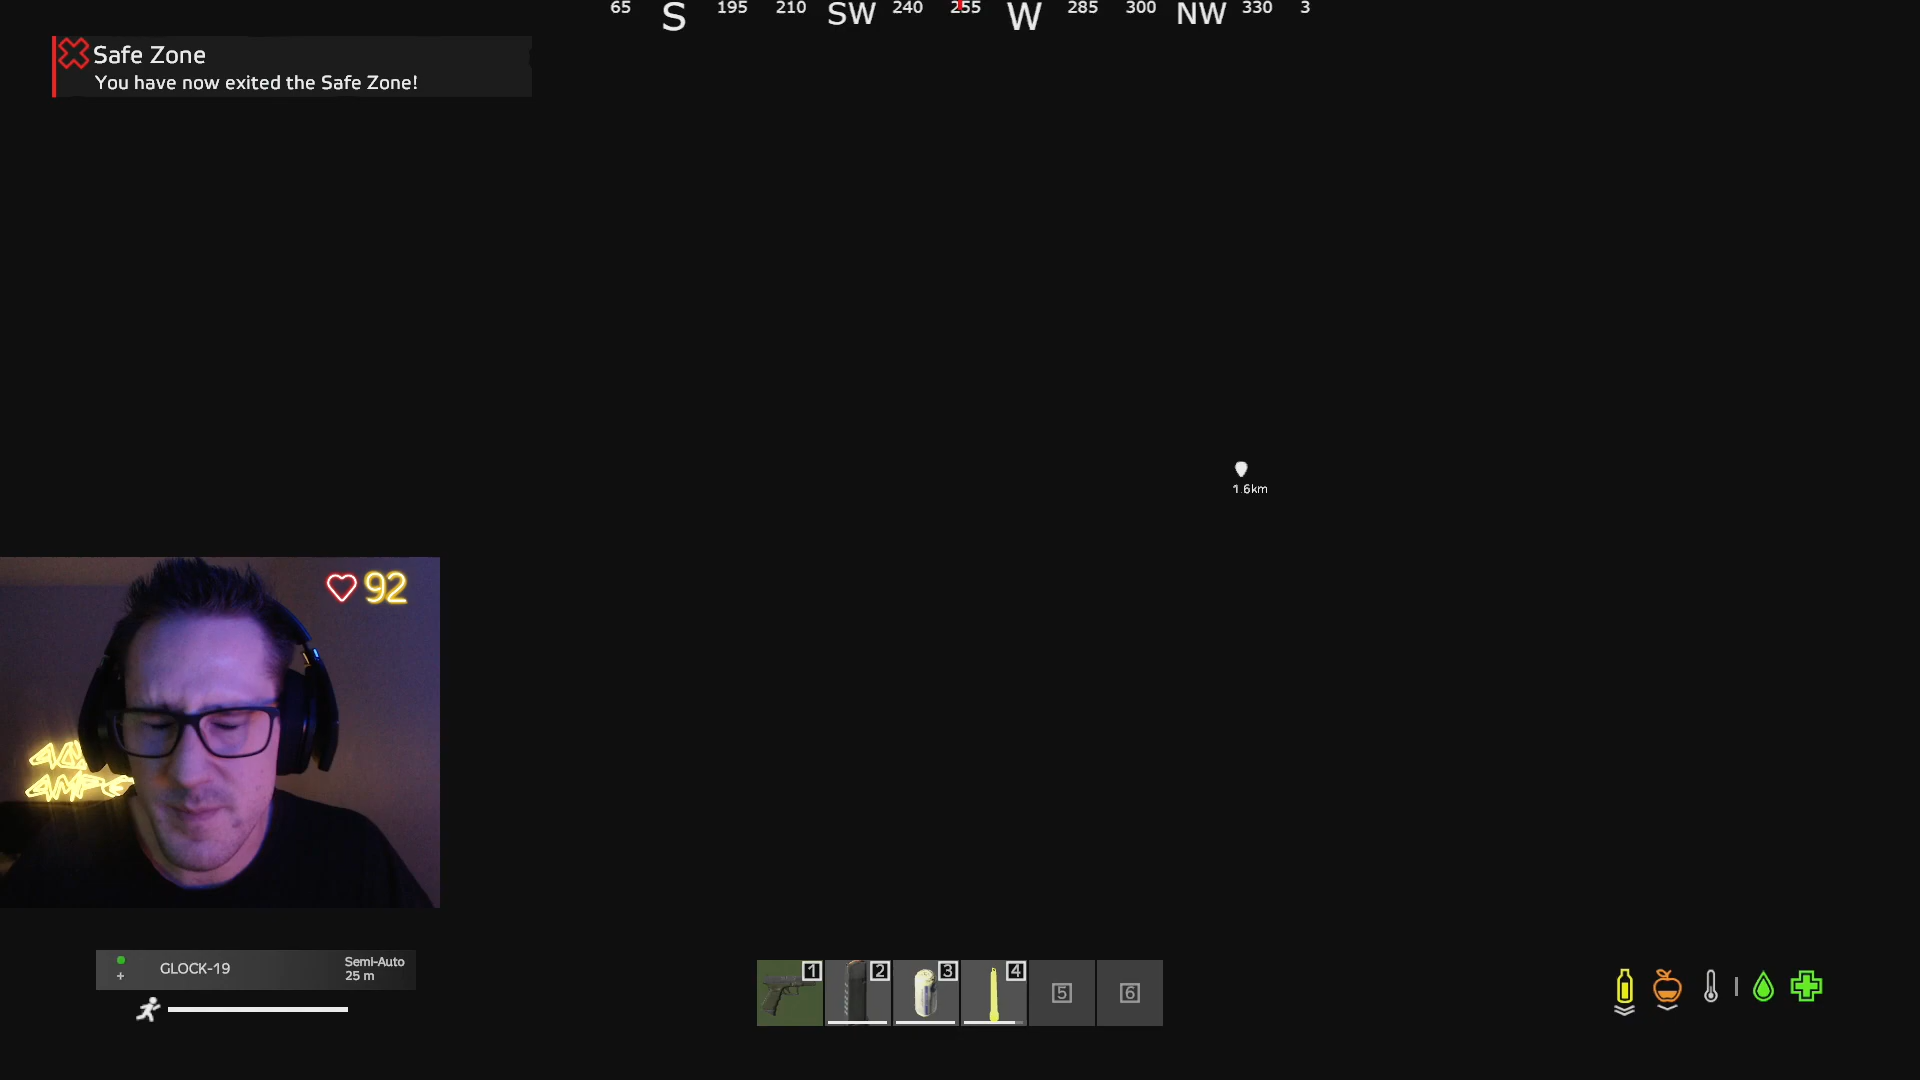 65 S 195 210 SW 240 255 W 285 300 NW 330 3
Safe Zone
You have now exited the Safe Zone!
1.6km
92
GLOCK-19
Semi-Auto
25 m
1 2 3 4 5 6